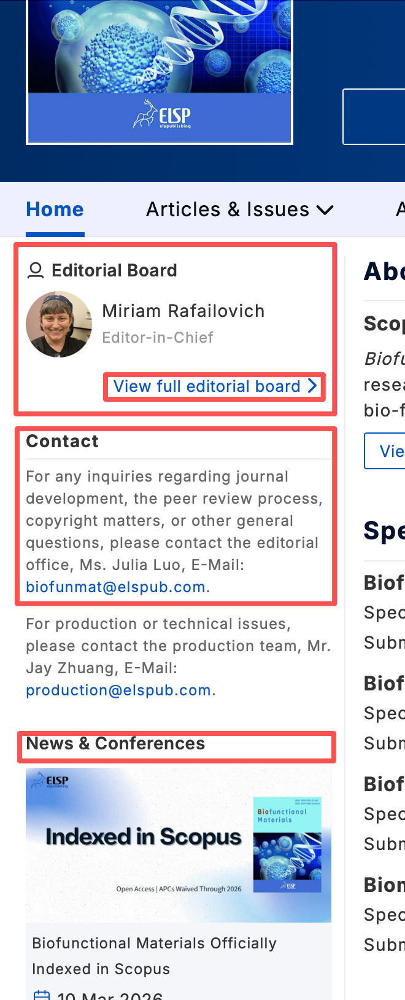 ELSP
elspublishing
Home
Articles & Issues
A
Editorial Board
Miriam Rafailovich
Editor-in-Chief
View full editorial board
Contact
For any inquiries regarding journal
development, the peer review process,
copyright matters, or other general
questions, please contact the editorial
office, Ms. Julia Luo, E-Mail:
biofunmat@elspub.com.
For production or technical issues,
please contact the production team, Mr.
Jay Zhuang, E-Mail:
production@elspub.com.
News & Conferences
ELSP
elspublishing
Indexed in Scopus
Open Access | APCs Waived Through 2026
Biofunctional
Materials
ELSP
Biofunctional Materials Officially
Indexed in Scopus
10 Mar 2026
Abo
Scop
Biofu
resea
bio-f
Vie
Spe
Biof
Spec
Subm
Biof
Spec
Subm
Biof
Spec
Subm
Biom
Spec
Subm